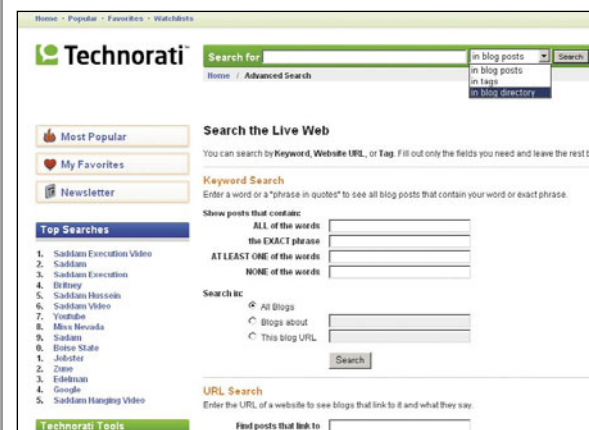 Home - Popular - Favorites - Watchlists
Technorati
Search for
in blog posts
Search
in blog posts
in tags
in blog directory
Home / Advanced Search
Most Popular
My Favorites
Newsletter
Top Searches
1. Saddam Execution Video
2. Saddam
3. Saddam Execution
4. Britney
5. Saddam Hussein
6. Saddam Video
7. Youtube
8. Miss Nevada
9. Sadam
0. Boise State
1. Jobster
2. Zune
3. Edelman
4. Google
5. Saddam Hanging Video
Technorati Tools
Search the Live Web
You can search by Keyword, Website URL, or Tag. Fill out only the fields you need and leave the rest b
Keyword Search
Enter a word or a "phrase in quotes" to see all blog posts that contain your word or exact phrase.
Show posts that contain:
ALL of the words
the EXACT phrase
AT LEAST ONE of the words
NONE of the words
Search in:
All Blogs
Blogs about
This blog URL
Search
URL Search
Enter the URL of a website to see blogs that link to it and what they say.
Find posts that link to